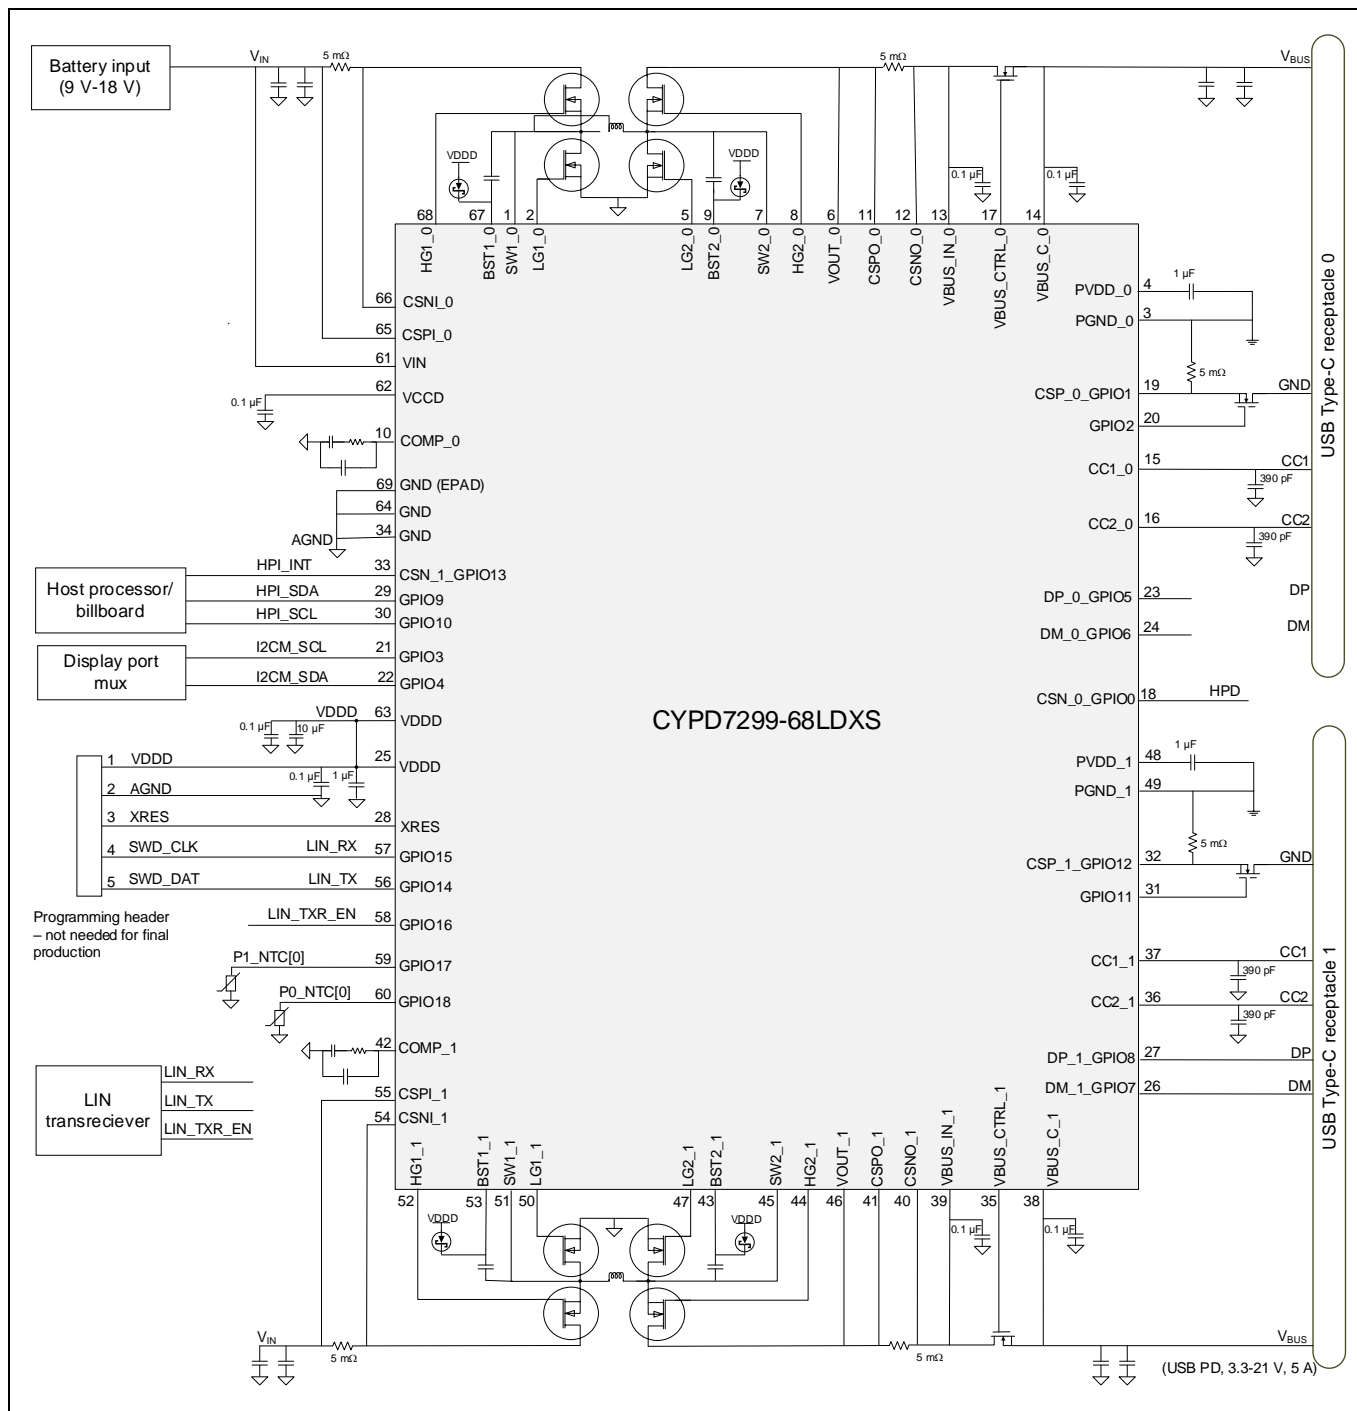 Battery input
(9 V-18 V)
VIN
5 mΩ
5 mΩ
VBUS
VDDD
VDDD
0.1 µF
0.1 µF
68
67
1
2
5
9
7
8
6
11
12
13
17
14
HG1_0
BST1_0
SW1_0
LG1_0
LG2_0
BST2_0
SW2_0
HG2_0
VOUT_0
CSPO_0
CSNO_0
VBUS_IN_0
VBUS_CTRL_0
VBUS_C_0
66 CSNI_0
65 CSPI_0
61 VIN
62 VCCD
0.1 µF
10 COMP_0
69 GND (EPAD)
64 GND
34 GND
AGND
Host processor/
billboard
HPI_INT 33 CSN_1_GPIO13
HPI_SDA 29 GPIO9
HPI_SCL 30 GPIO10
Display port
mux
I2CM_SCL 21 GPIO3
I2CM_SDA 22 GPIO4
VDDD 63 VDDD
0.1 µF
10 µF
25 VDDD
0.1 µF
1 µF
1 VDDD
2 AGND
3 XRES 28 XRES
4 SWD_CLK LIN_RX 57 GPIO15
5 SWD_DAT LIN_TX 56 GPIO14
Programming header
– not needed for final
production
LIN_TXR_EN 58 GPIO16
P1_NTC[0] 59 GPIO17
P0_NTC[0] 60 GPIO18
42 COMP_1
55 CSPI_1
54 CSNI_1
LIN
transreciever
LIN_RX
LIN_TX
LIN_TXR_EN
CYPD7299-68LDXS
PVDD_0 4 1 µF
PGND_0 3
5 mΩ
CSP_0_GPIO1 19 GND
GPIO2 20
CC1_0 15 CC1
390 pF
CC2_0 16 CC2
390 pF
DP_0_GPIO5 23 DP
DM_0_GPIO6 24 DM
CSN_0_GPIO0 18 HPD
USB Type-C receptacle 0
PVDD_1 48 1 µF
PGND_1 49
5 mΩ
CSP_1_GPIO12 32 GND
GPIO11 31
CC1_1 37 CC1
390 pF
CC2_1 36 CC2
390 pF
DP_1_GPIO8 27 DP
DM_1_GPIO7 26 DM
USB Type-C receptacle 1
HG1_1
BST1_1
SW1_1
LG1_1
LG2_1
BST2_1
SW2_1
HG2_1
VOUT_1
CSPO_1
CSNO_1
VBUS_IN_1
VBUS_CTRL_1
VBUS_C_1
52
53
51
50
47
43
45
44
46
41
40
39
35
38
VDDD
VDDD
0.1 µF
0.1 µF
VIN
5 mΩ
5 mΩ
VBUS
(USB PD, 3.3-21 V, 5 A)